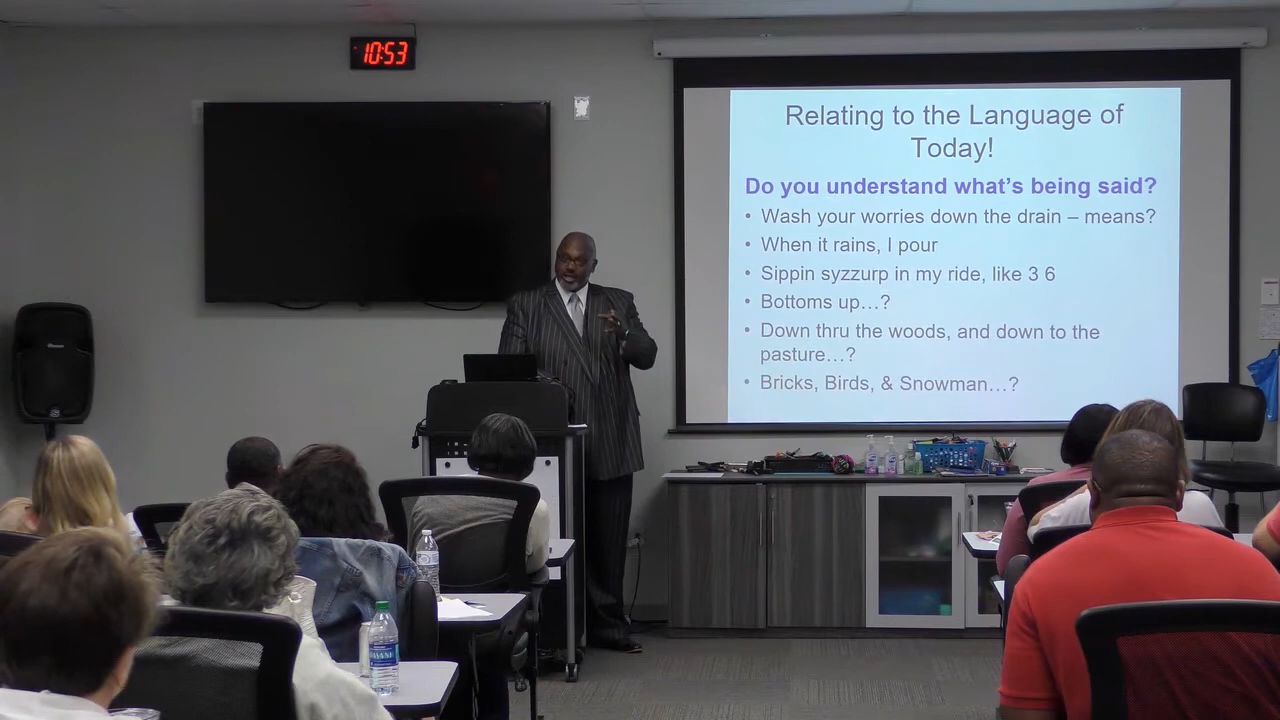 10:53
Relating to the Language of
Today!
Do you understand what's being said?
• Wash your worries down the drain – means?
• When it rains, I pour
• Sippin syzzurp in my ride, like 3 6
• Bottoms up…?
• Down thru the woods, and down to the
pasture…?
• Bricks, Birds, & Snowman…?